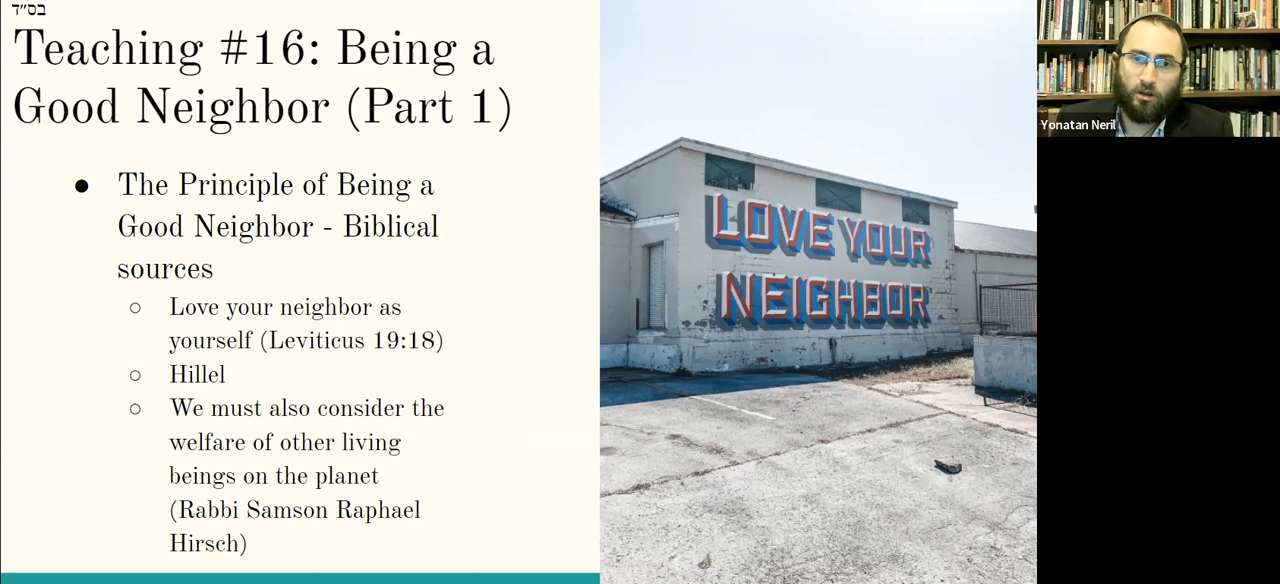 בס״ד
Teaching #16: Being a
Good Neighbor (Part 1)
● The Principle of Being a
Good Neighbor - Biblical
sources
○ Love your neighbor as
yourself (Leviticus 19:18)
○ Hillel
○ We must also consider the
welfare of other living
beings on the planet
(Rabbi Samson Raphael
Hirsch)
LOVE YOUR
NEIGHBOR
Yonatan Neril